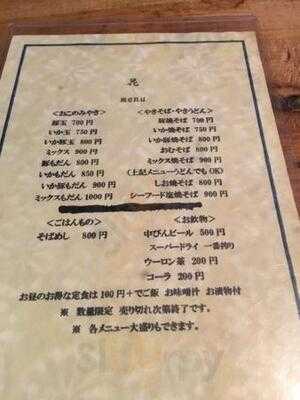 花
menu
<おこのみやき>
豚玉 700円
いか玉 750円
いか豚玉 800円
ミックス 900円
豚もだん 800円
いかもだん 850円
いか豚もだん 900円
ミックスもだん 1000円
<やきそば・やきうどん>
豚焼そば 700円
いか焼そば 750円
いか豚焼そば 800円
おむそば 800円
ミックス焼そば 900円
(上記メニューうどんでもOK)
しお焼そば 800円
シーフード塩焼そば 900円
<ごはんもの>
そばめし 800円
<お飲物>
中びんビール 500円
スーパードライ 一番搾り
ウーロン茶 200円
コーラ 200円
お昼のお得な定食は100円+でご飯 お味噌汁 お漬物付
※ 数量限定 売り切れ次第終了です。
※ 各メニュー大盛りもできます。